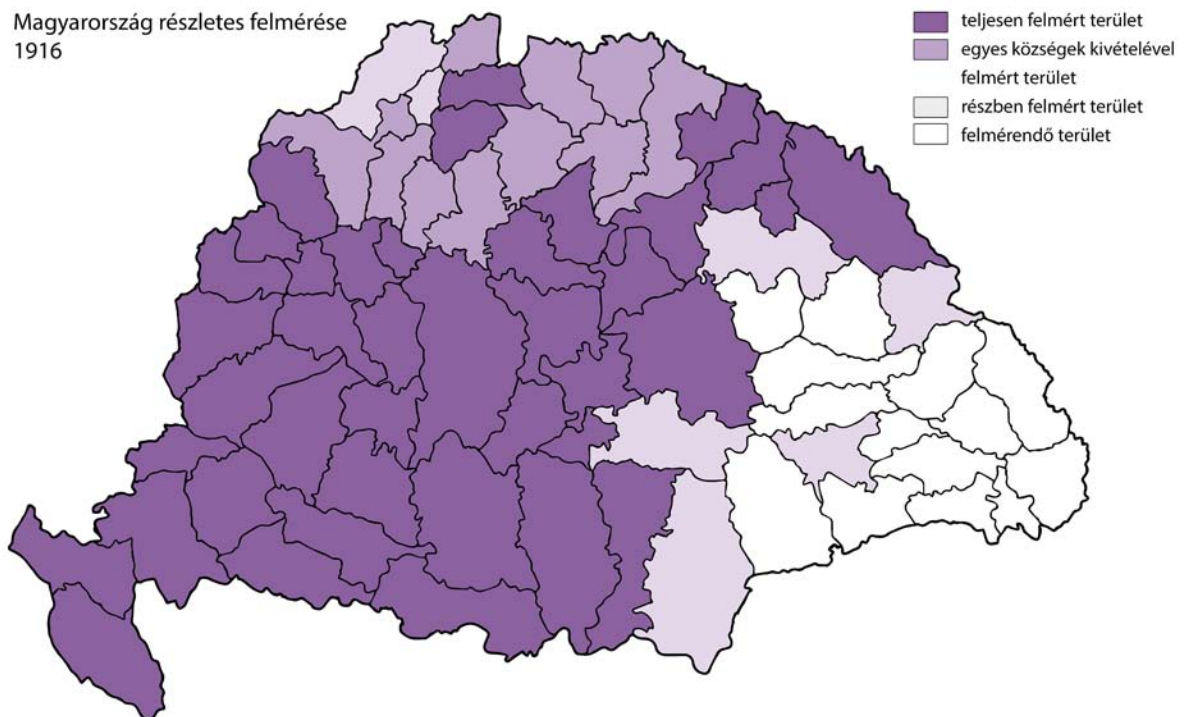 Magyarország részletes felmérése
1916
teljesen felmért terület
egyes községek kivételével
felmért terület
részben felmért terület
felmérendő terület